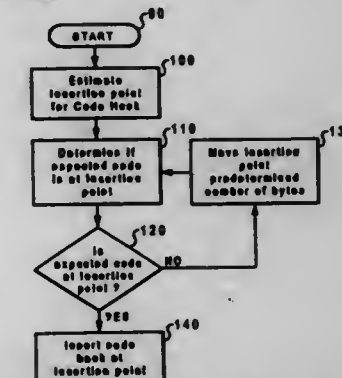 90
START
100
Estimate
insertion point
for Code Hook
110
Determine if
expected code
is at insertion
point
13
Move insertion
point
predetermined
number of bytes
120
Is
expected code
at insertion
point ?
NO
YES
140
Insert code
hook at
insertion point